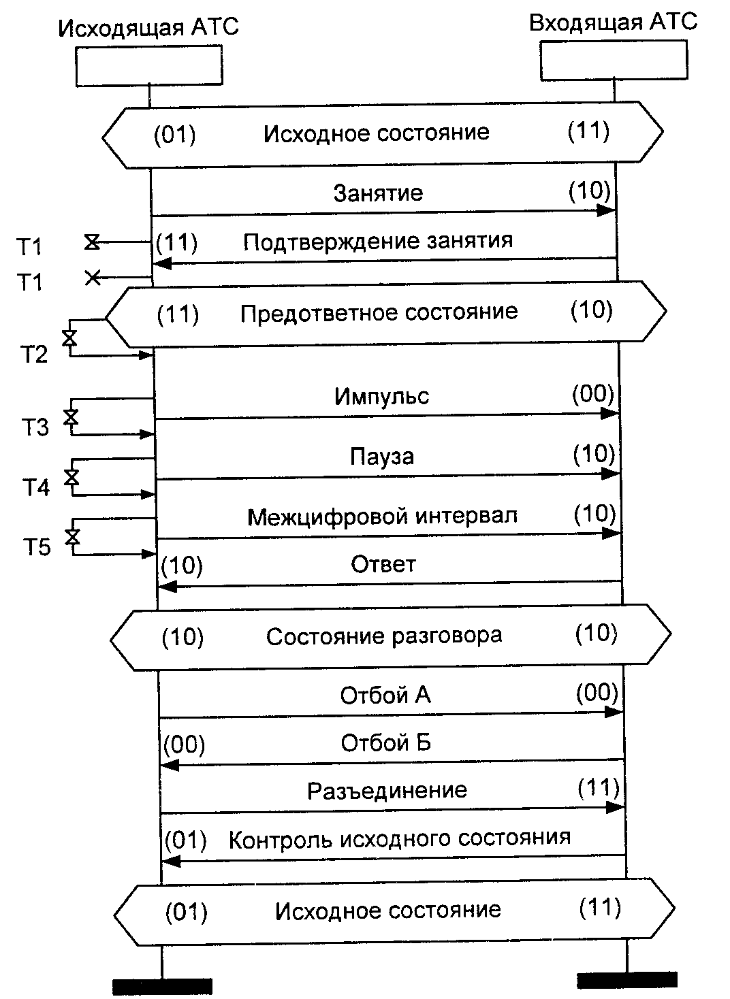 Исходящая АТС Входящая АТС
(01) Исходное состояние (11)
Занятие (10)
T1 (11) Подтверждение занятия
T1
(11) Предответное состояние (10)
T2
Импульс (00)
T3
Пауза (10)
T4
Межцифровой интервал (10)
T5
(10) Ответ
(10) Состояние разговора (10)
Отбой А (00)
(00) Отбой Б
Разъединение (11)
(01) Контроль исходного состояния
(01) Исходное состояние (11)